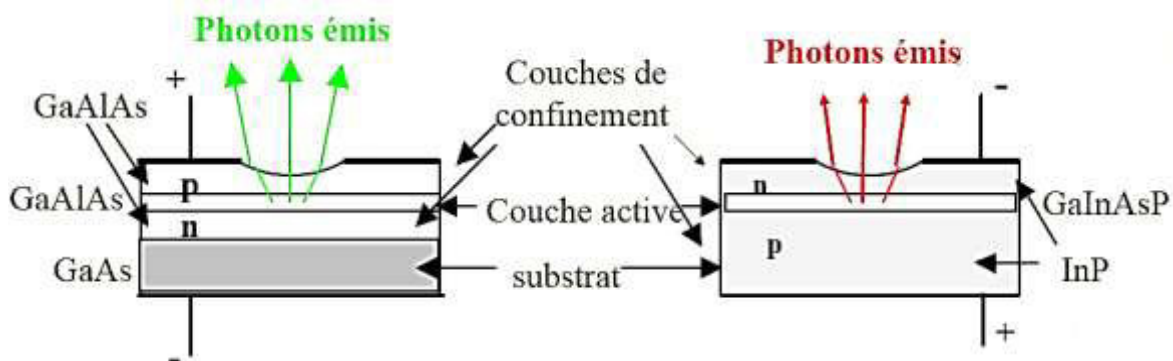 Photons émis
+
GaAlAs
p
GaAlAs
n
GaAs
-
Couches de
confinement
Couche active
substrat
Photons émis
-
n
GaInAsP
p
InP
+